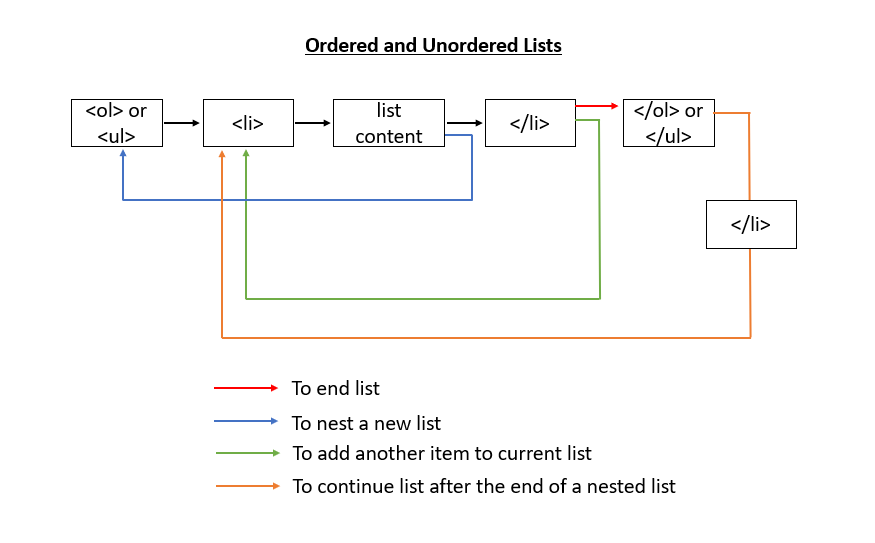 Ordered and Unordered Lists
<ol> or
<ul>
<li>
list
content
</li>
</ol> or
</ul>
</li>
To end list
To nest a new list
To add another item to current list
To continue list after the end of a nested list